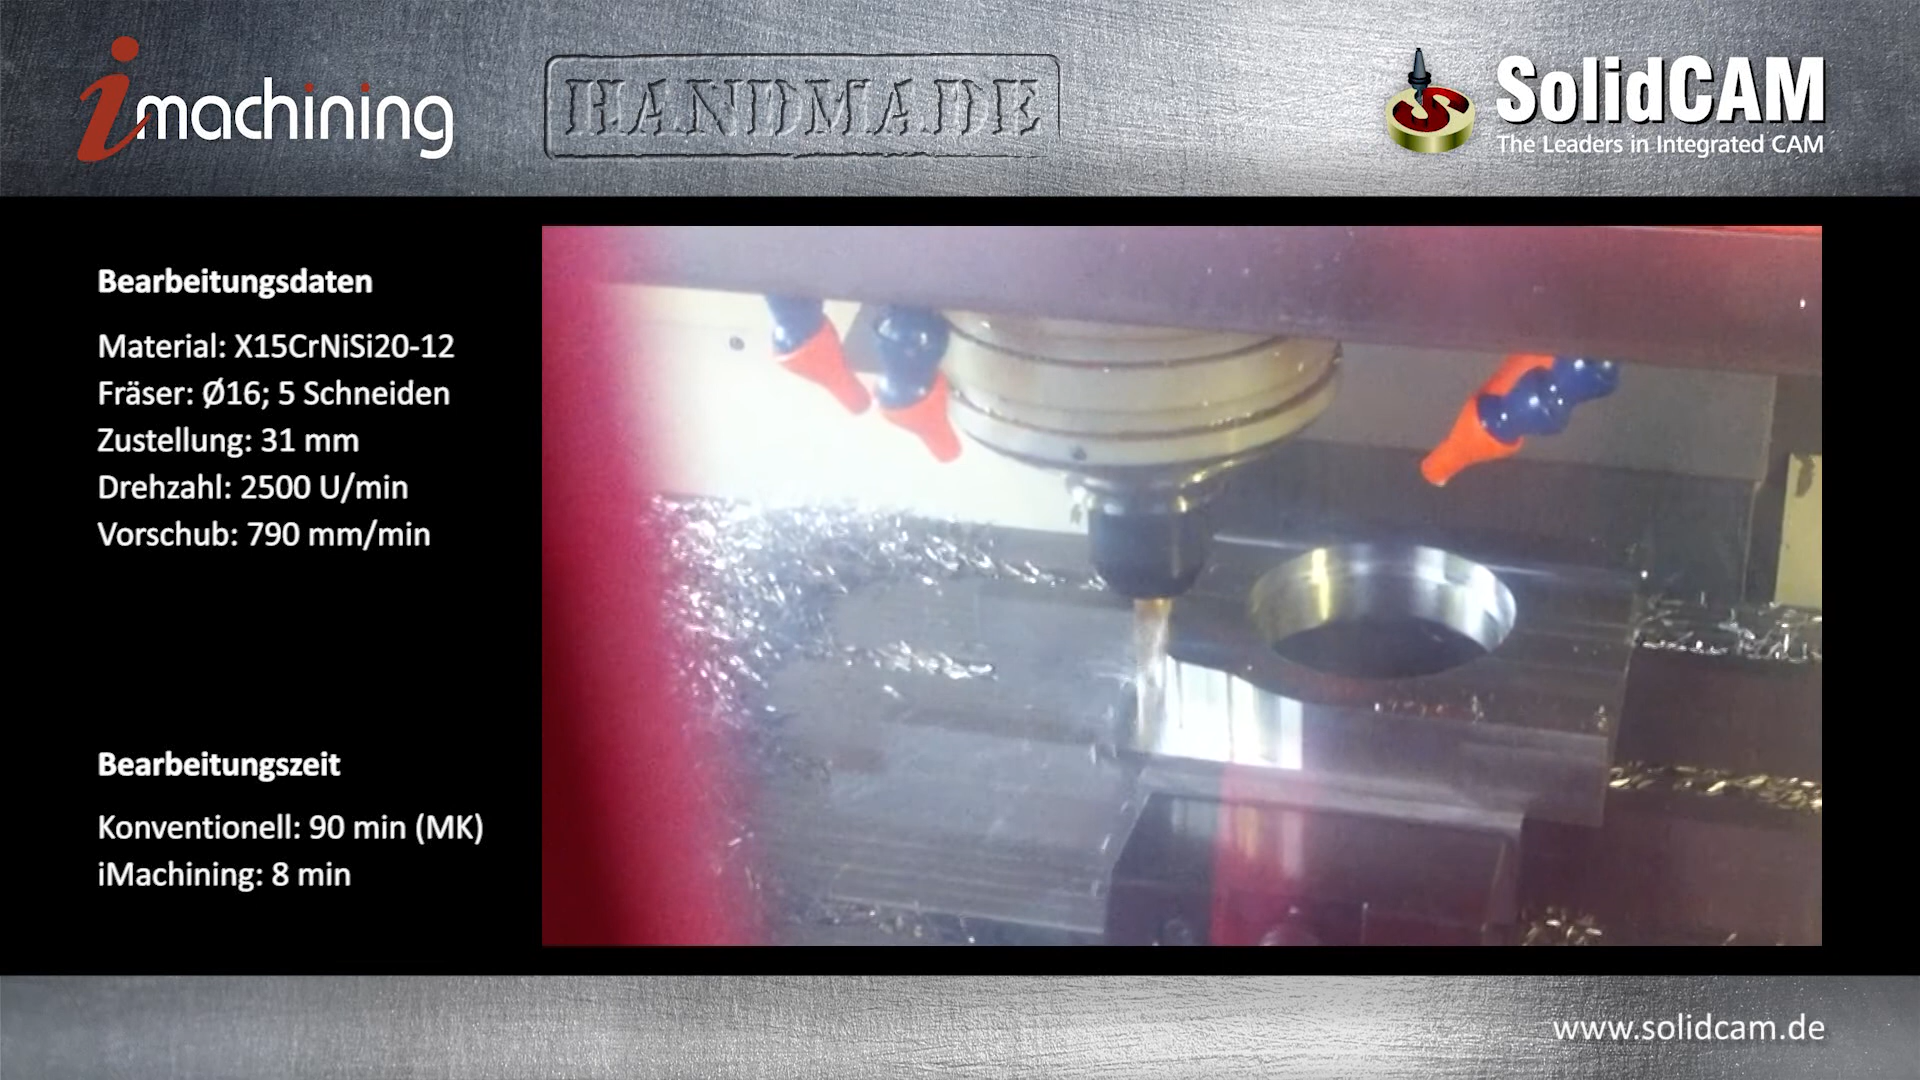 imachining
HANDMADE
SolidCAM
The Leaders in Integrated CAM
Bearbeitungsdaten
Material: X15CrNiSi20-12
Fräser: Ø16; 5 Schneiden
Zustellung: 31 mm
Drehzahl: 2500 U/min
Vorschub: 790 mm/min
Bearbeitungszeit
Konventionell: 90 min (MK)
iMachining: 8 min
www.solidcam.de